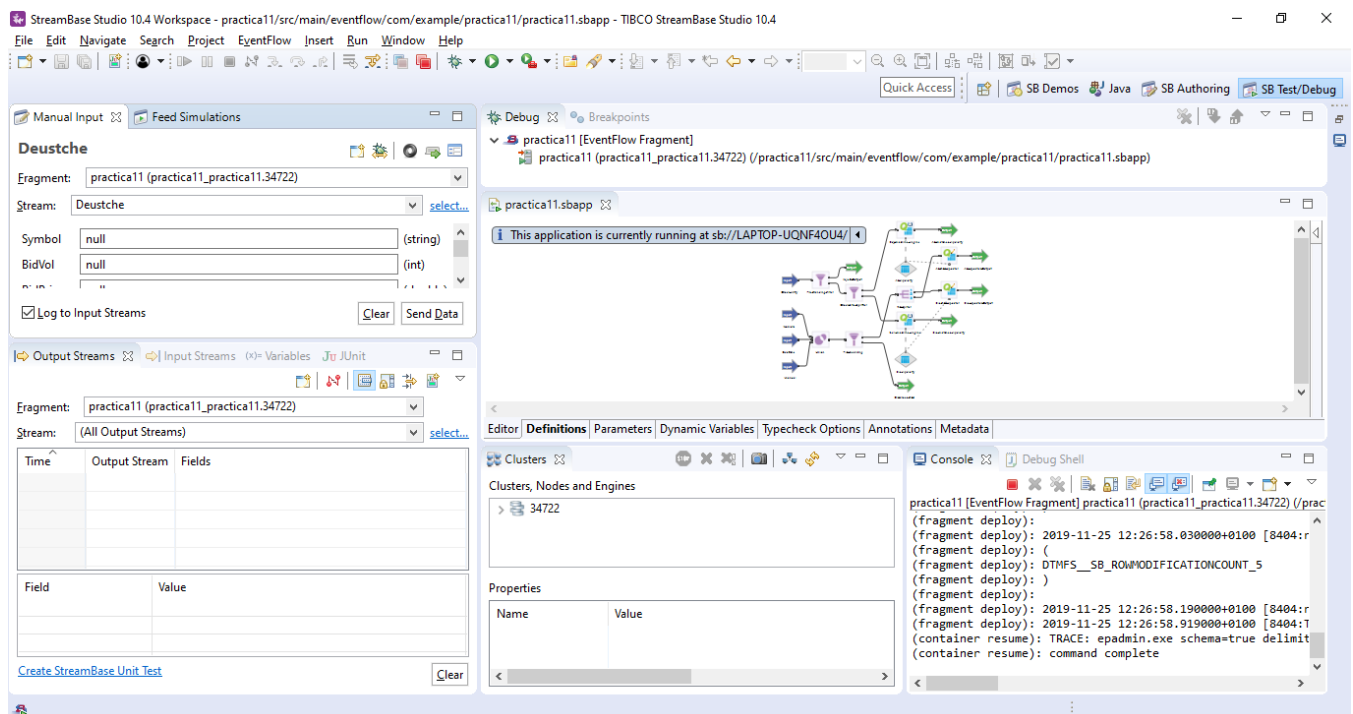 StreamBase Studio 10.4 Workspace - practica11/src/main/eventflow/com/example/practica11/practica11.sbapp - TIBCO StreamBase Studio 10.4
File Edit Navigate Search Project EventFlow Insert Run Window Help
Quick Access SB Demos Java SB Authoring SB Test/Debug
Manual Input Feed Simulations
Deustche
Fragment: practica11 (practica11_practica11.34722)
Stream: Deustche select...
Symbol null (string)
BidVol null (int)
Log to Input Streams Clear Send Data
Output Streams Input Streams (x)= Variables JUnit
Fragment: practica11 (practica11_practica11.34722)
Stream: (All Output Streams) select...
Time Output Stream Fields
Field Value
Create StreamBase Unit Test Clear
Debug Breakpoints
practica11 [EventFlow Fragment]
practica11 (practica11_practica11.34722) (/practica11/src/main/eventflow/com/example/practica11/practica11.sbapp)
practica11.sbapp
This application is currently running at sb://LAPTOP-UQNF4OU4/
Editor Definitions Parameters Dynamic Variables Typecheck Options Annotations Metadata
Clusters
Clusters, Nodes and Engines
34722
Properties
Name Value
Console Debug Shell
practica11 [EventFlow Fragment] practica11 (practica11_practica11.34722) (/prac
(fragment deploy):
(fragment deploy): 2019-11-25 12:26:58.030000+0100 [8404:r
(fragment deploy): (
(fragment deploy): DTMFS__SB_ROWMODIFICATIONCOUNT_5
(fragment deploy): )
(fragment deploy):
(fragment deploy): 2019-11-25 12:26:58.190000+0100 [8404:r
(fragment deploy): 2019-11-25 12:26:58.919000+0100 [8404:T
(container resume): TRACE: epadmin.exe schema=true delimit
(container resume): command complete